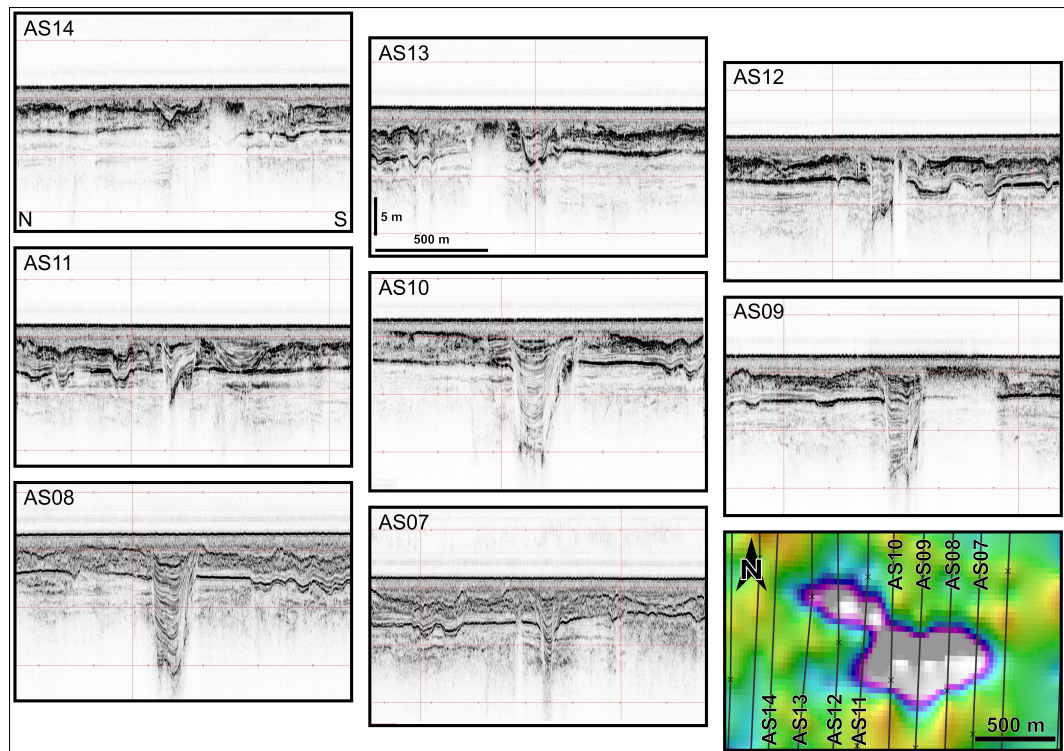 AS14
AS13
AS12
N S
5 m
500 m
AS11
AS10
AS09
AS08
AS07
N
AS10
AS09
AS08
AS07
AS14
AS13
AS12
AS11
500 m